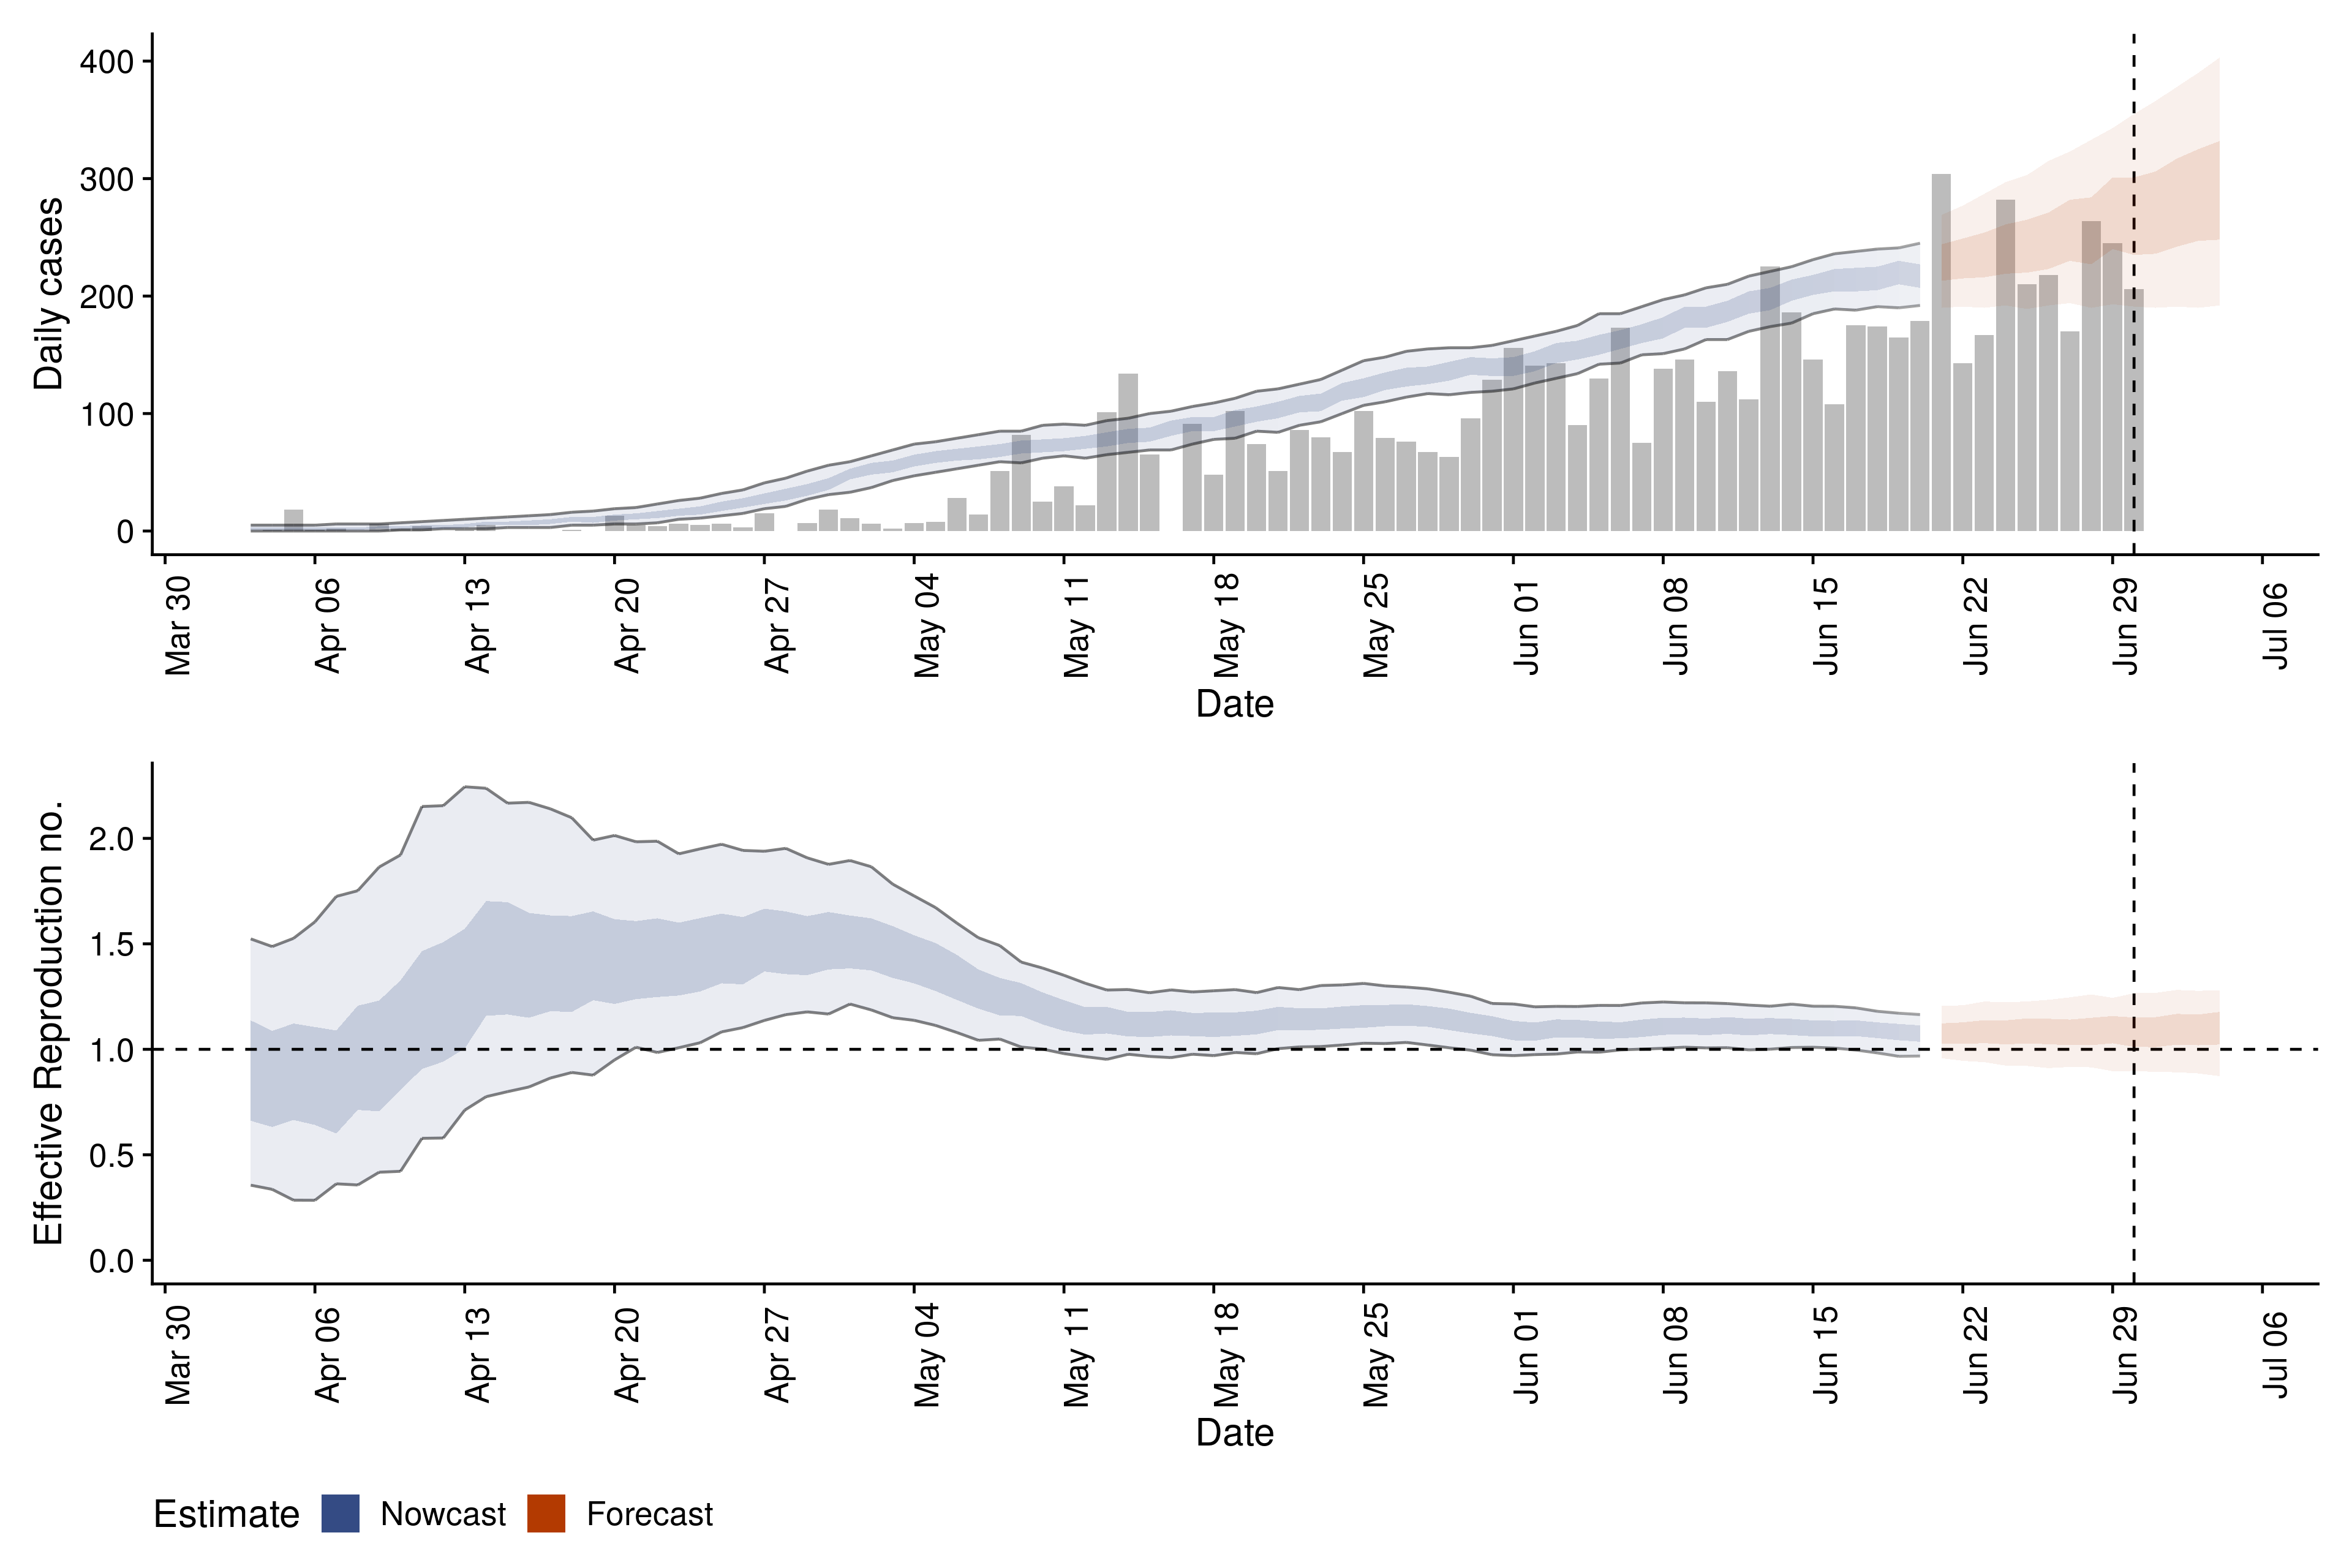 400
300
200
100
0
Daily cases
Mar 30
Apr 06
Apr 13
Apr 20
Apr 27
May 04
May 11
May 18
May 25
Jun 01
Jun 08
Jun 15
Jun 22
Jun 29
Jul 06
Date
2.0
1.5
1.0
0.5
0.0
Effective Reproduction no.
Mar 30
Apr 06
Apr 13
Apr 20
Apr 27
May 04
May 11
May 18
May 25
Jun 01
Jun 08
Jun 15
Jun 22
Jun 29
Jul 06
Date
Estimate Nowcast Forecast